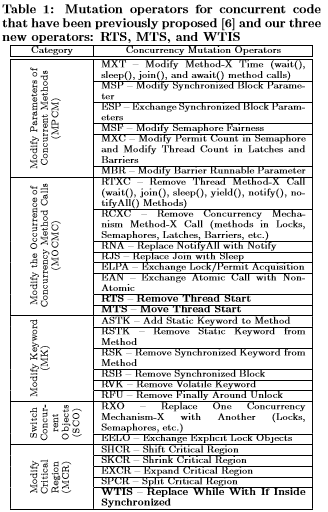 Table 1: Mutation operators for concurrent code
that have been previously proposed [6] and our three
new operators: RTS, MTS, and WTIS
Category
Concurrency Mutation Operators
Modify Parameters of
Concurrent Methods
(MPCM)
MXT – Modify Method-X Time (wait(),
sleep(), join(), and await() method calls)
MSP – Modify Synchronized Block Parame-
ter
ESP – Exchange Synchronized Block Param-
eters
MSF – Modify Semaphore Fairness
MXC – Modify Permit Count in Semaphore
and Modify Thread Count in Latches and
Barriers
MBR – Modify Barrier Runnable Parameter
Modify the Occurrence of
Concurrency Method Calls
(MOCMC)
RTXC – Remove Thread Method-X Call
(wait(), join(), sleep(), yield(), notify(), no-
tifyAll() Methods)
RCXC – Remove Concurrency Mecha-
nism Method-X Call (methods in Locks,
Semaphores, Latches, Barriers, etc.)
RNA – Replace NotifyAll with Notify
RJS – Replace Join with Sleep
ELPA – Exchange Lock/Permit Acquisition
EAN – Exchange Atomic Call with Non-
Atomic
RTS – Remove Thread Start
MTS – Move Thread Start
Modify Keyword
(MK)
ASTK – Add Static Keyword to Method
RSTK – Remove Static Keyword from
Method
RSK – Remove Synchronized Keyword from
Method
RSB – Remove Synchronized Block
RVK – Remove Volatile Keyword
RFU – Remove Finally Around Unlock
Switch
Concur-
rent
Objects
(SCO)
RXO – Replace One Concurrency
Mechanism-X with Another (Locks,
Semaphores, etc.)
EELO – Exchange Explicit Lock Objects
Modify
Critical
Region
(MCR)
SHCR – Shift Critical Region
SKCR – Shrink Critical Region
EXCR – Expand Critical Region
SPCR – Split Critical Region
WTIS – Replace While With If Inside
Synchronized